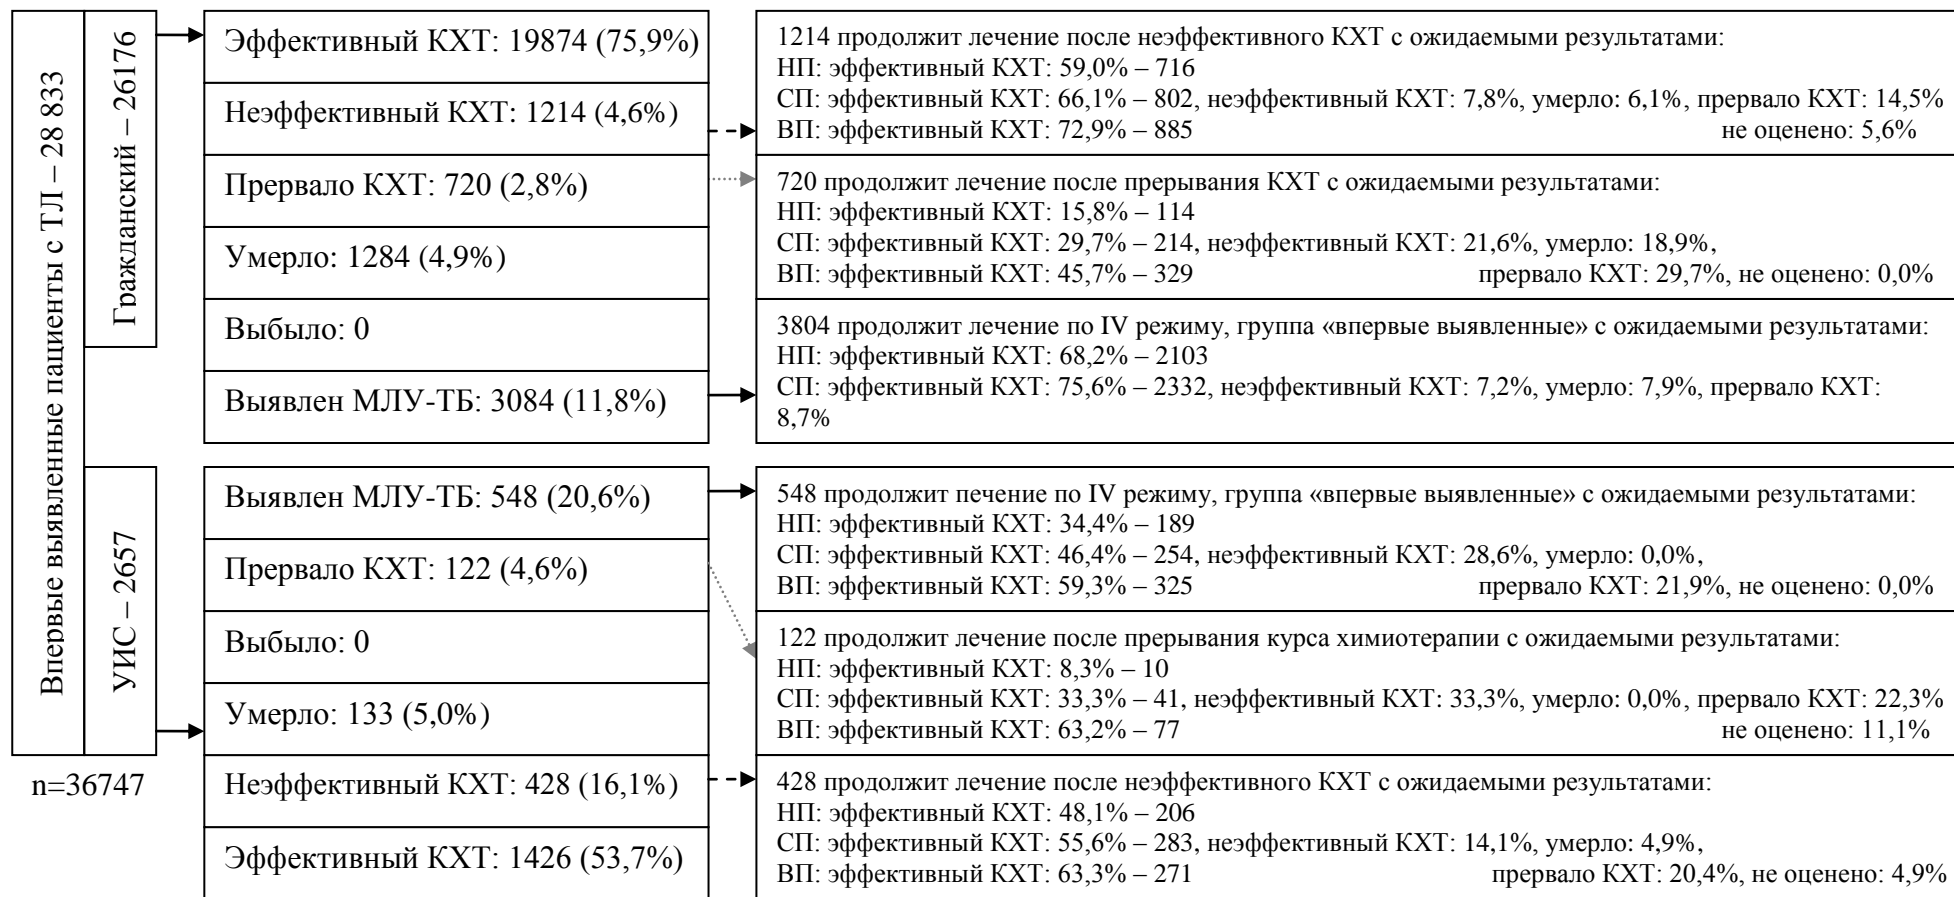 Впервые выявленные пациенты с ТЛ – 28 833
Гражданский – 26176
Эффективный КХТ: 19874 (75,9%)
Неэффективный КХТ: 1214 (4,6%)
Прервало КХТ: 720 (2,8%)
Умерло: 1284 (4,9%)
Выбыло: 0
Выявлен МЛУ-ТБ: 3084 (11,8%)
1214 продолжит лечение после неэффективного КХТ с ожидаемыми результатами:
НП: эффективный КХТ: 59,0% – 716
СП: эффективный КХТ: 66,1% – 802, неэффективный КХТ: 7,8%, умерло: 6,1%, прервало КХТ: 14,5%
ВП: эффективный КХТ: 72,9% – 885 не оценено: 5,6%
720 продолжит лечение после прерывания КХТ с ожидаемыми результатами:
НП: эффективный КХТ: 15,8% – 114
СП: эффективный КХТ: 29,7% – 214, неэффективный КХТ: 21,6%, умерло: 18,9%,
ВП: эффективный КХТ: 45,7% – 329 прервало КХТ: 29,7%, не оценено: 0,0%
3804 продолжит лечение по IV режиму, группа «впервые выявленные» с ожидаемыми результатами:
НП: эффективный КХТ: 68,2% – 2103
СП: эффективный КХТ: 75,6% – 2332, неэффективный КХТ: 7,2%, умерло: 7,9%, прервало КХТ:
8,7%
УИС – 2657
Выявлен МЛУ-ТБ: 548 (20,6%)
Прервало КХТ: 122 (4,6%)
Выбыло: 0
Умерло: 133 (5,0%)
Неэффективный КХТ: 428 (16,1%)
Эффективный КХТ: 1426 (53,7%)
548 продолжит печение по IV режиму, группа «впервые выявленные» с ожидаемыми результатами:
НП: эффективный КХТ: 34,4% – 189
СП: эффективный КХТ: 46,4% – 254, неэффективный КХТ: 28,6%, умерло: 0,0%,
ВП: эффективный КХТ: 59,3% – 325 прервало КХТ: 21,9%, не оценено: 0,0%
122 продолжит лечение после прерывания курса химиотерапии с ожидаемыми результатами:
НП: эффективный КХТ: 8,3% – 10
СП: эффективный КХТ: 33,3% – 41, неэффективный КХТ: 33,3%, умерло: 0,0%, прервало КХТ: 22,3%
ВП: эффективный КХТ: 63,2% – 77 не оценено: 11,1%
428 продолжит лечение после неэффективного КХТ с ожидаемыми результатами:
НП: эффективный КХТ: 48,1% – 206
СП: эффективный КХТ: 55,6% – 283, неэффективный КХТ: 14,1%, умерло: 4,9%,
ВП: эффективный КХТ: 63,3% – 271 прервало КХТ: 20,4%, не оценено: 4,9%
n=36747